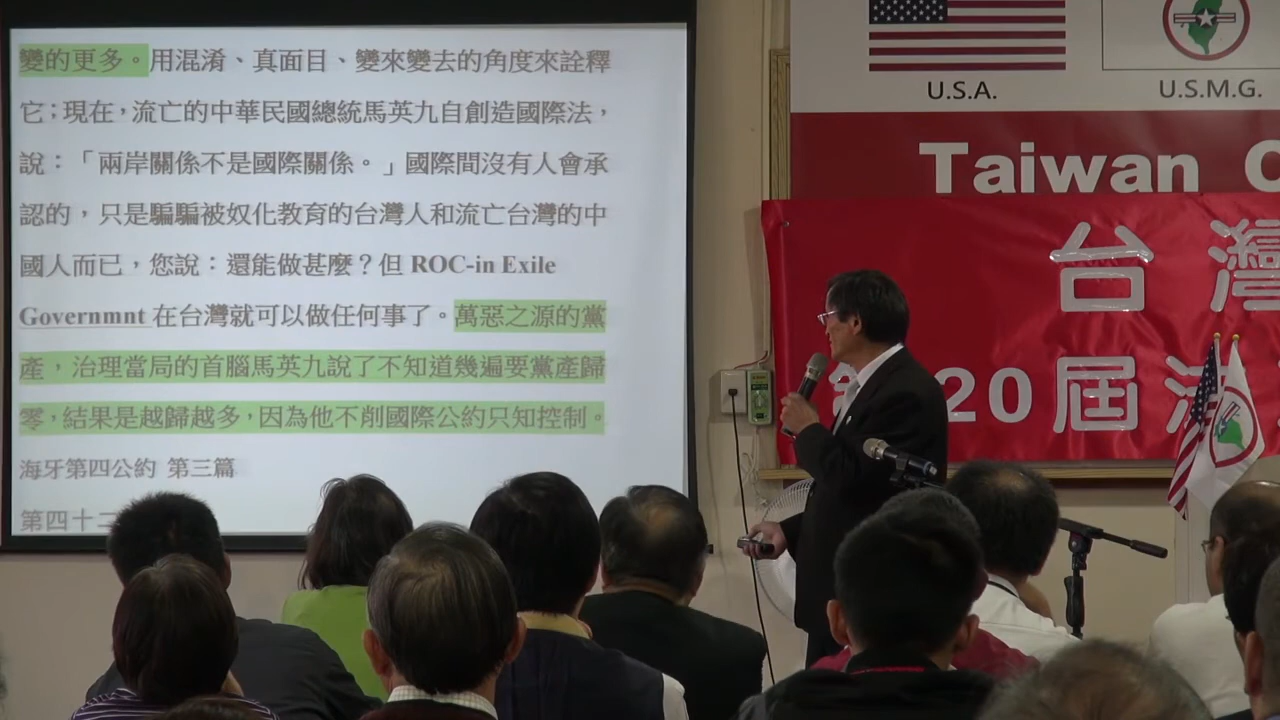 變的更多。用混淆、真面目、變來變去的角度來詮釋
它；現在，流亡的中華民國總統馬英九自創造國際法，
說：「兩岸關係不是國際關係。」國際間沒有人會承
認的，只是騙騙被奴化教育的台灣人和流亡台灣的中
國人而已，您說：還能做甚麼？但 ROC-in Exile
Governmnt 在台灣就可以做任何事了。萬惡之源的黨
產，治理當局的首腦馬英九說了不知道幾遍要黨產歸
零，結果是越歸越多，因為他不削國際公約只知控制。
海牙第四公約 第三篇
第四十二
U.S.A.
U.S.M.G.
Taiwan C
台灣
20屆